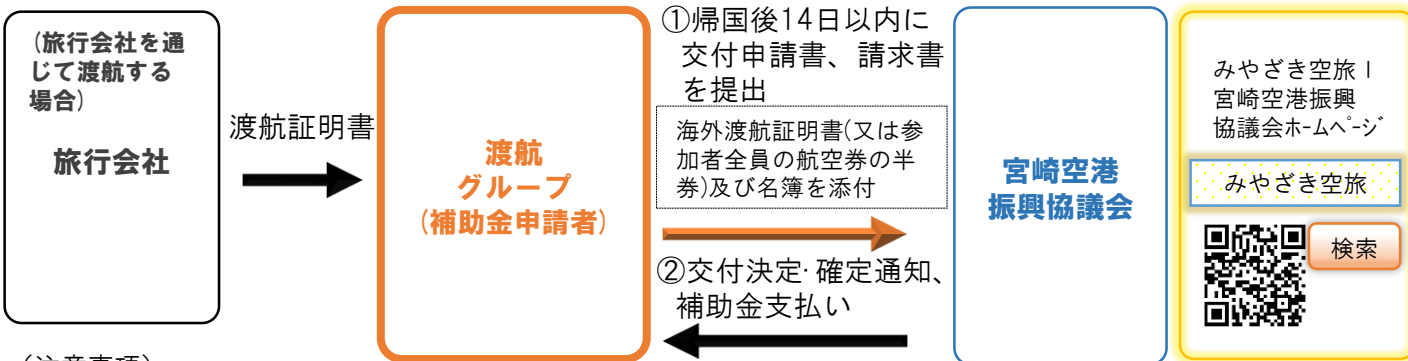 (旅行会社を通
じて渡航する
場合)
旅行会社
渡航証明書
渡航
グループ
(補助金申請者)
①帰国後14日以内に
交付申請書、請求書
を提出
海外渡航証明書(又は参
加者全員の航空券の半
券)及び名簿を添付
②交付決定・確定通知、
補助金支払い
宮崎空港
振興協議会
みやざき空旅｜
宮崎空港振興
協議会ホームページ
みやざき空旅
検索